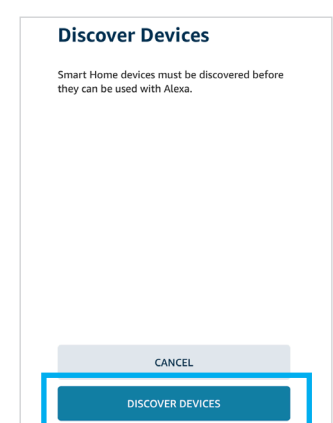 Discover Devices
Smart Home devices must be discovered before
they can be used with Alexa.
CANCEL
DISCOVER DEVICES